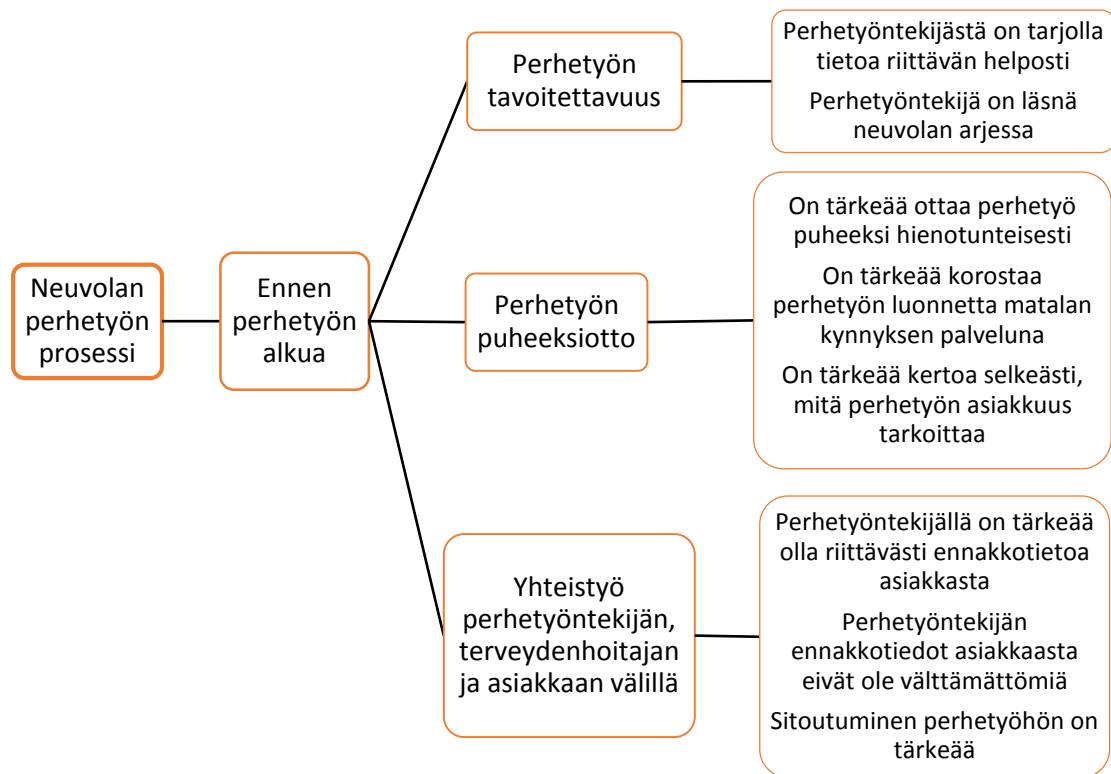 Neuvolan
perhetyön
prosessi
Ennen
perhetyön
alkua
Perhetyön
tavoitettavuus
Perhetyöntekijästä on tarjolla
tietoa riittävän helposti
Perhetyöntekijä on läsnä
neuvolan arjessa
Perhetyön
puheeksiotto
On tärkeää ottaa perhetyö
puheeksi hienotunteisesti
On tärkeää korostaa
perhetyön luonnetta matalan
kynnyksen palveluna
On tärkeää kertoa selkeästi,
mitä perhetyön asiakkuus
tarkoittaa
Yhteistyö
perhetyöntekijän,
terveydenhoitajan
ja asiakkaan välillä
Perhetyöntekijällä on tärkeää
olla riittävästi ennakkotietoa
asiakkasta
Perhetyöntekijän
ennakkotiedot asiakkaasta
eivät ole välttämättömiä
Sitoutuminen perhetyöhön on
tärkeää